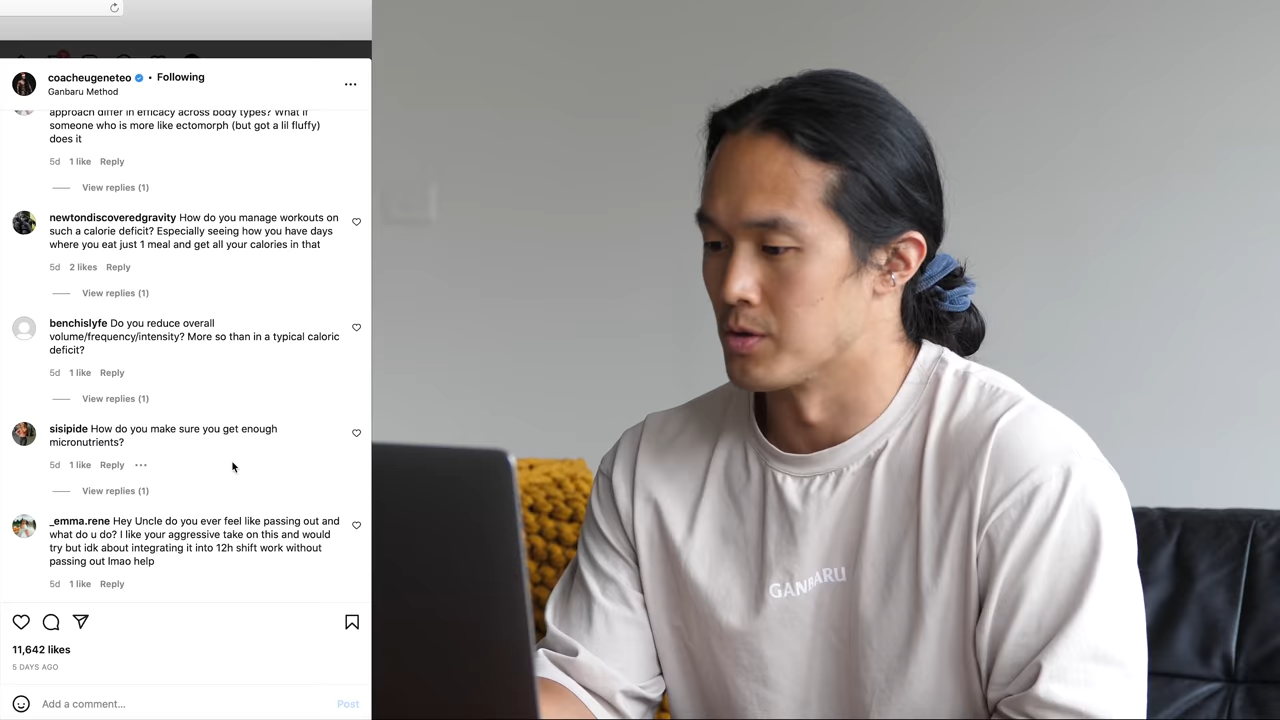 coacheugeneteo • Following
Ganbaru Method
approach differ in efficacy across body types? What if
someone who is more like ectomorph (but got a lil fluffy)
does it
5d 1 like Reply
View replies (1)
newtondiscoveredgravity How do you manage workouts on
such a calorie deficit? Especially seeing how you have days
where you eat just 1 meal and get all your calories in that
5d 2 likes Reply
View replies (1)
benchislyfe Do you reduce overall
volume/frequency/intensity? More so than in a typical caloric
deficit?
5d 1 like Reply
View replies (1)
sisipide How do you make sure you get enough
micronutrients?
5d 1 like Reply
View replies (1)
_emma.rene Hey Uncle do you ever feel like passing out and
what do u do? I like your aggressive take on this and would
try but idk about integrating it into 12h shift work without
passing out lmao help
5d 1 like Reply
11,642 likes
5 DAYS AGO
Add a comment... Post
GANBARU